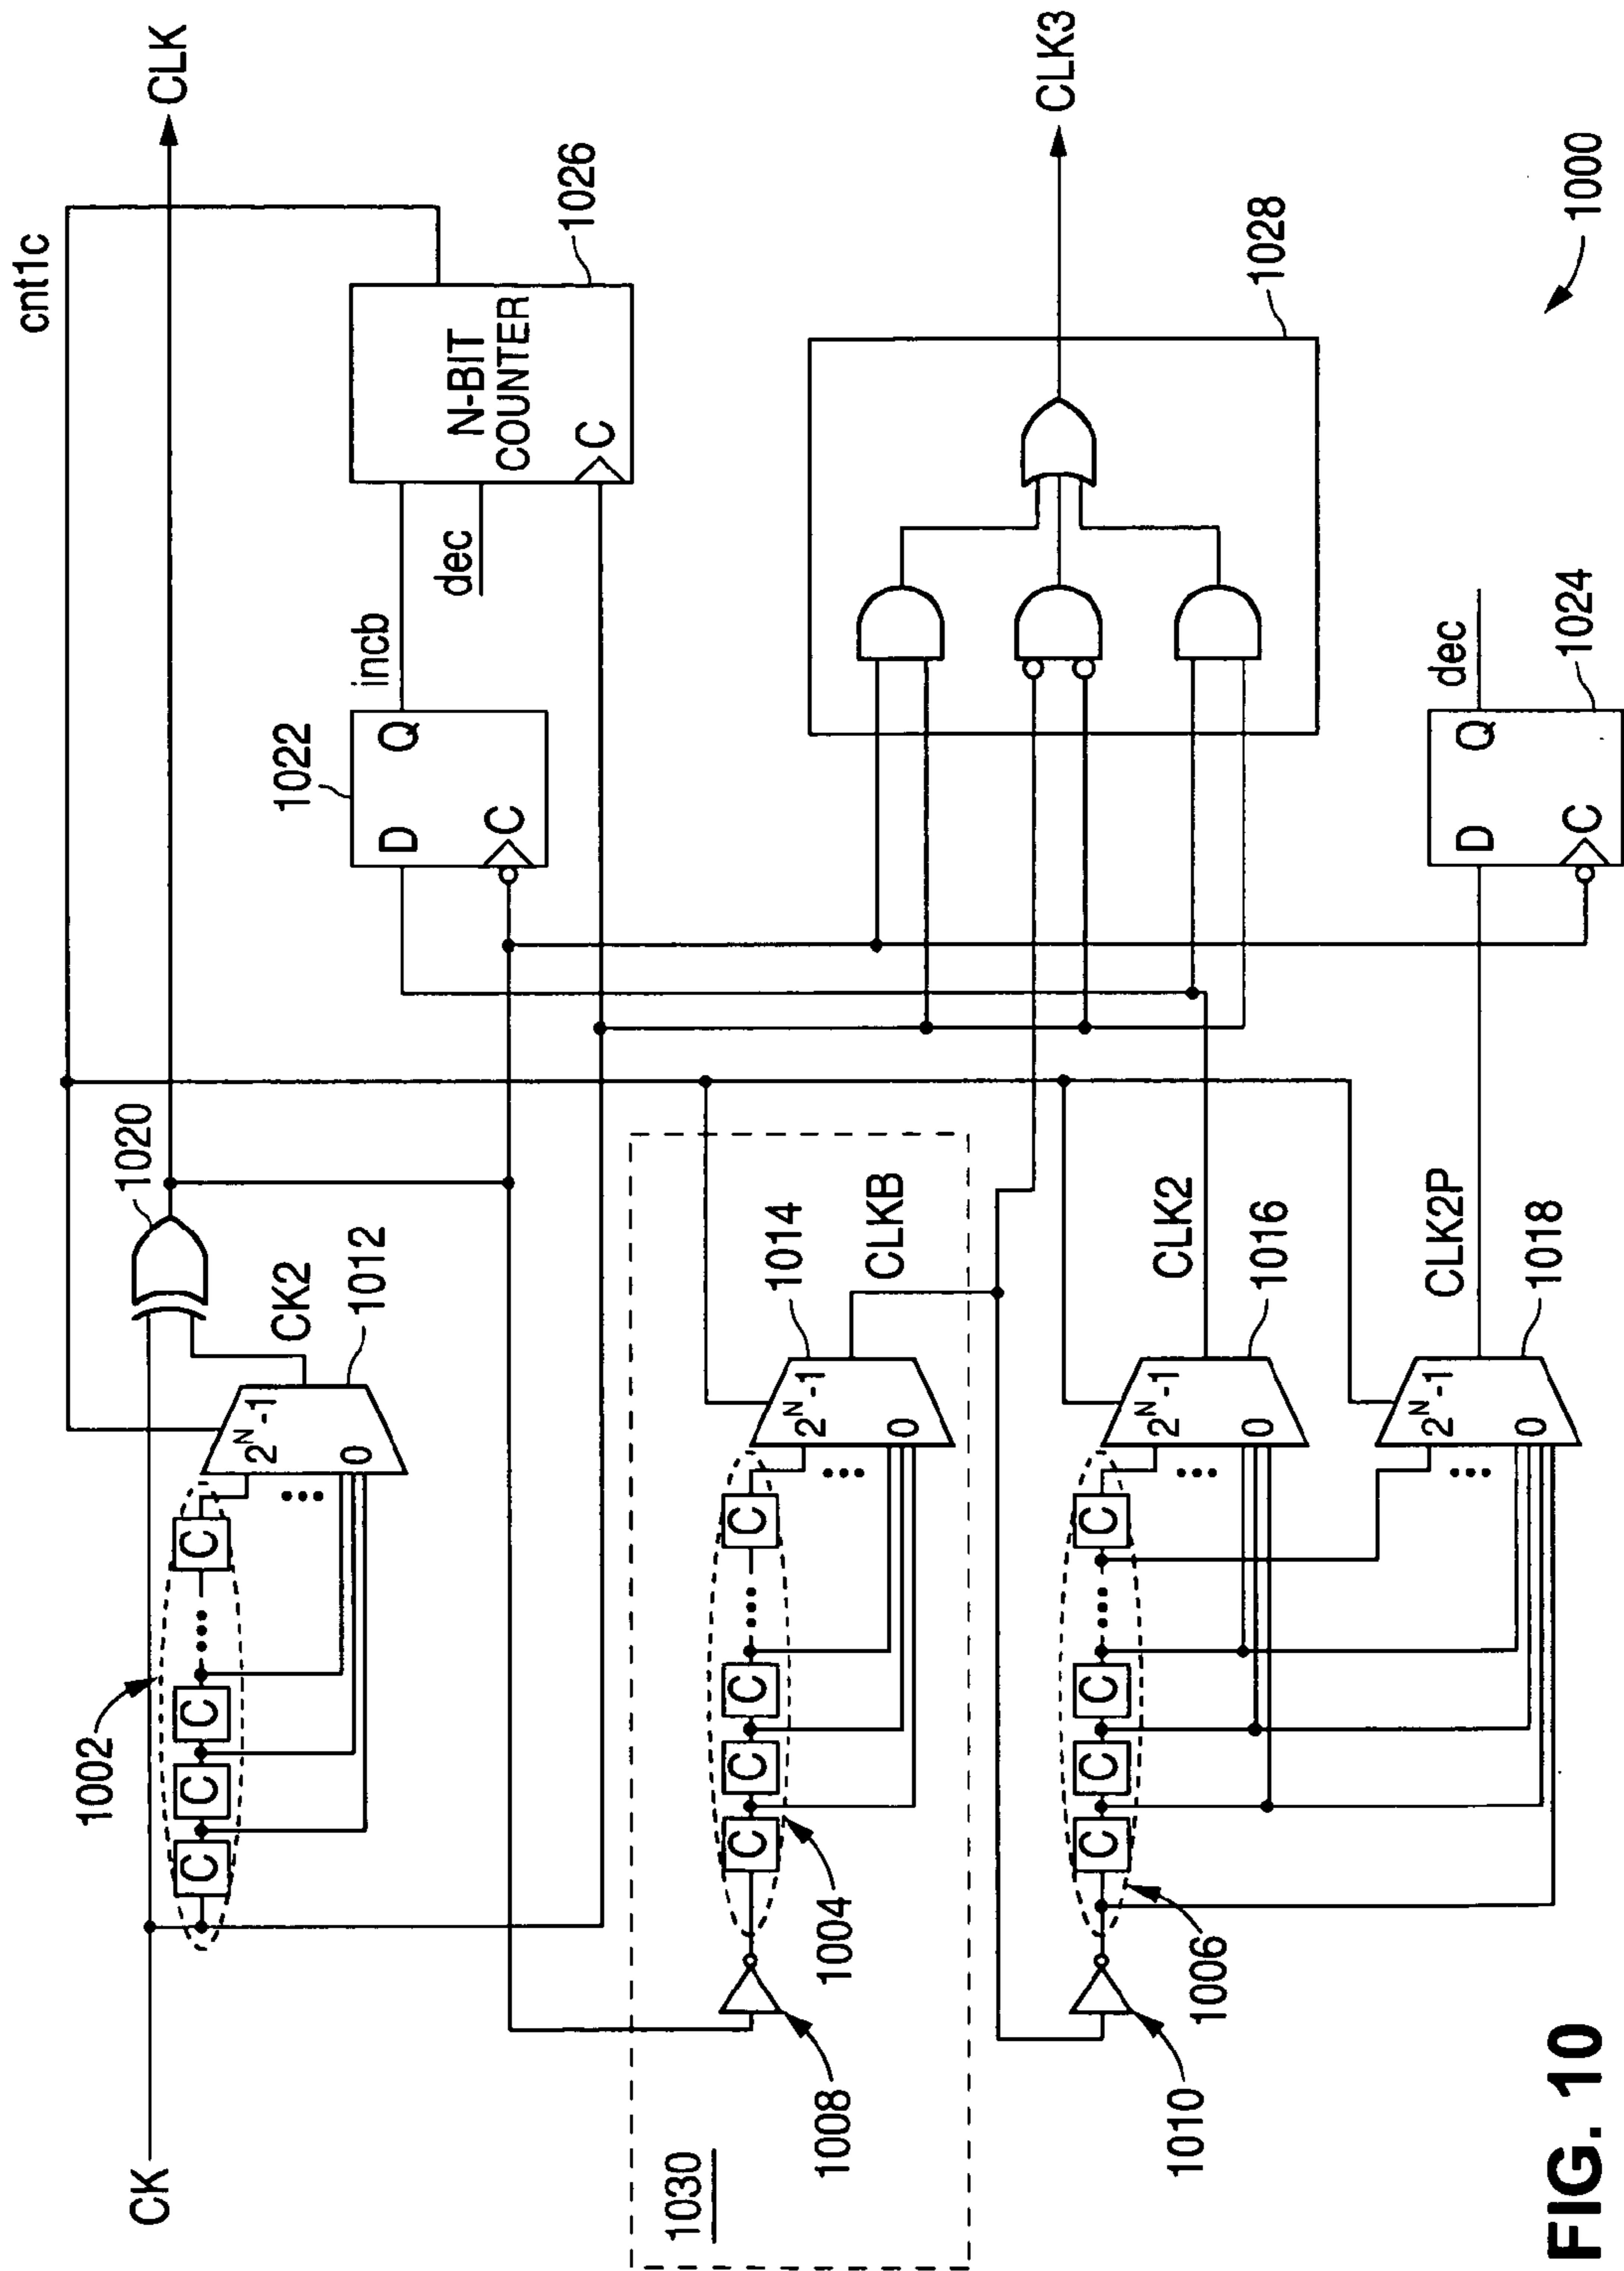 cnt1c
CLK
CK
1002
C
C
C
C
2^N-1
0
CK2
1012
1020
1022
D
Q
C
incb
dec
N-BIT
COUNTER
C
1026
1030
1008
C
C
C
C
1004
2^N-1
0
1014
CLKB
1010
C
C
C
C
1006
2^N-1
0
CLK2
1016
2^N-1
0
CLK2P
1018
1028
CLK3
D
Q
C
dec
1024
1000
FIG. 10